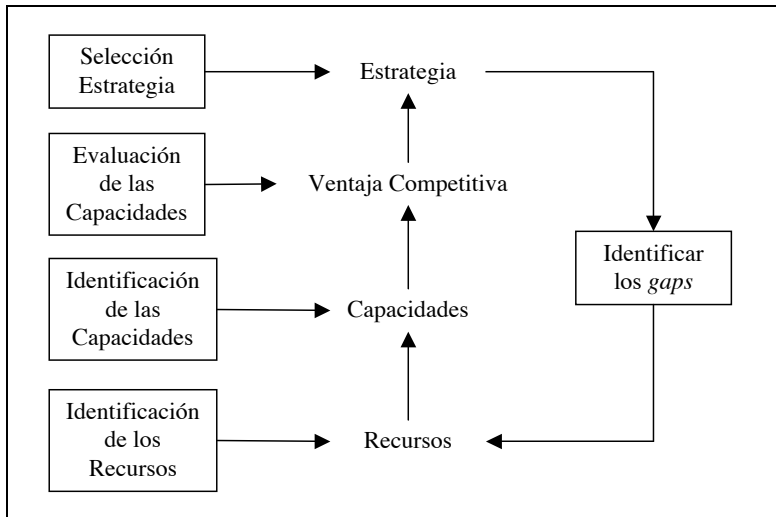 Selección
Estrategia
Estrategia
Evaluación
de las
Capacidades
Ventaja Competitiva
Identificar
los gaps
Identificación
de las
Capacidades
Capacidades
Identificación
de los
Recursos
Recursos